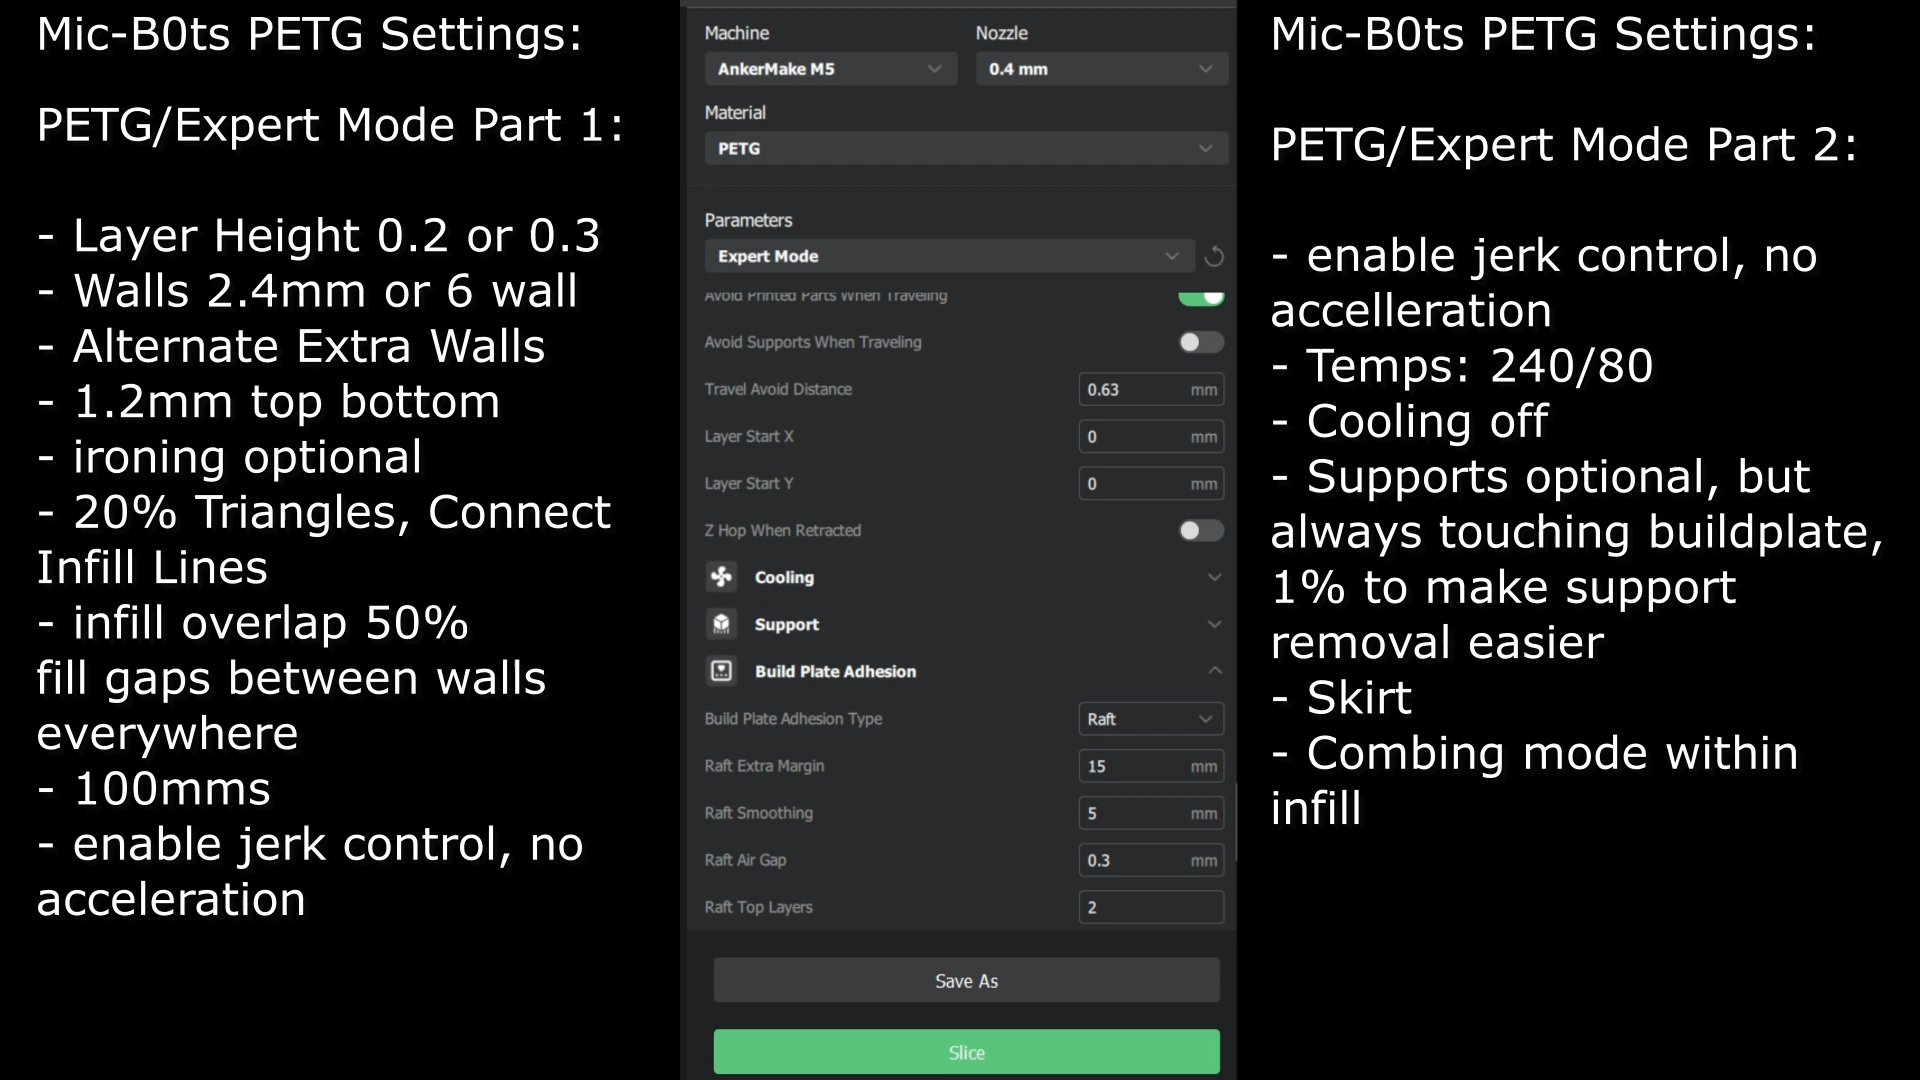 Mic-B0ts PETG Settings:
PETG/Expert Mode Part 1:
- Layer Height 0.2 or 0.3
- Walls 2.4mm or 6 wall
- Alternate Extra Walls
- 1.2mm top bottom
- ironing optional
- 20% Triangles, Connect
Infill Lines
- infill overlap 50%
fill gaps between walls
everywhere
- 100mms
- enable jerk control, no
acceleration
Machine
Nozzle
AnkerMake M5
0.4 mm
Material
PETG
Parameters
Expert Mode
Avoid Printed Parts When Traveling
Avoid Supports When Traveling
Travel Avoid Distance
0.63 mm
Layer Start X
0 mm
Layer Start Y
0 mm
Z Hop When Retracted
Cooling
Support
Build Plate Adhesion
Build Plate Adhesion Type
Raft
Raft Extra Margin
15 mm
Raft Smoothing
5 mm
Raft Air Gap
0.3 mm
Raft Top Layers
2
Save As
Slice
Mic-B0ts PETG Settings:
PETG/Expert Mode Part 2:
- enable jerk control, no
accelleration
- Temps: 240/80
- Cooling off
- Supports optional, but
always touching buildplate,
1% to make support
removal easier
- Skirt
- Combing mode within
infill